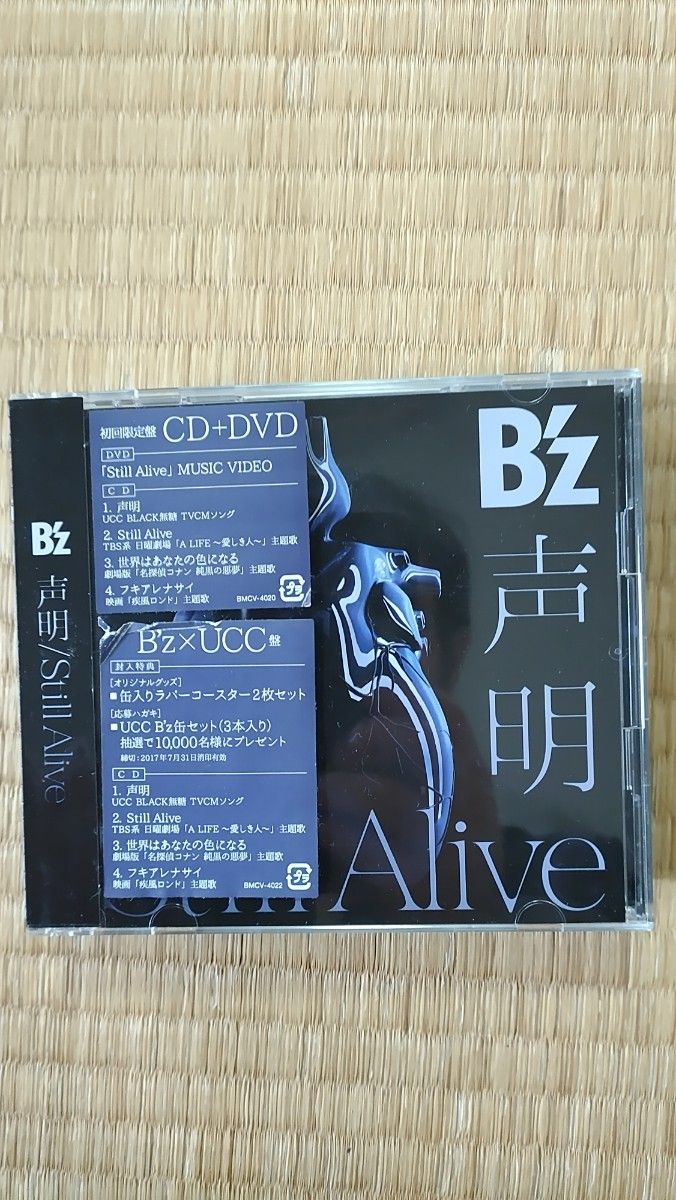 B'z
声明/Still Alive
初回限定盤 CD+DVD
DVD
「Still Alive」 MUSIC VIDEO
CD
1. 声明
UCC BLACK無糖 TVCMソング
2. Still Alive
TBS系 日曜劇場「A LIFE ～愛しき人～」主題歌
3. 世界はあなたの色になる
劇場版「名探偵コナン 純黒の悪夢」主題歌
4. フキアレナサイ
映画「疾風ロンド」主題歌
BMCV-4020
プラ
B'z×UCC盤
封入特典
[オリジナルグッズ]
■缶入りラバーコースター2枚セット
[応募ハガキ]
■UCC B'z缶セット(3本入り)
抽選で10,000名様にプレゼント
締切:2017年7月31日消印有効
CD
1. 声明
UCC BLACK無糖 TVCMソング
2. Still Alive
TBS系 日曜劇場「A LIFE ～愛しき人～」主題歌
3. 世界はあなたの色になる
劇場版「名探偵コナン 純黒の悪夢」主題歌
4. フキアレナサイ
映画「疾風ロンド」主題歌
BMCV-4022
プラ
B'z
声明
Still Alive